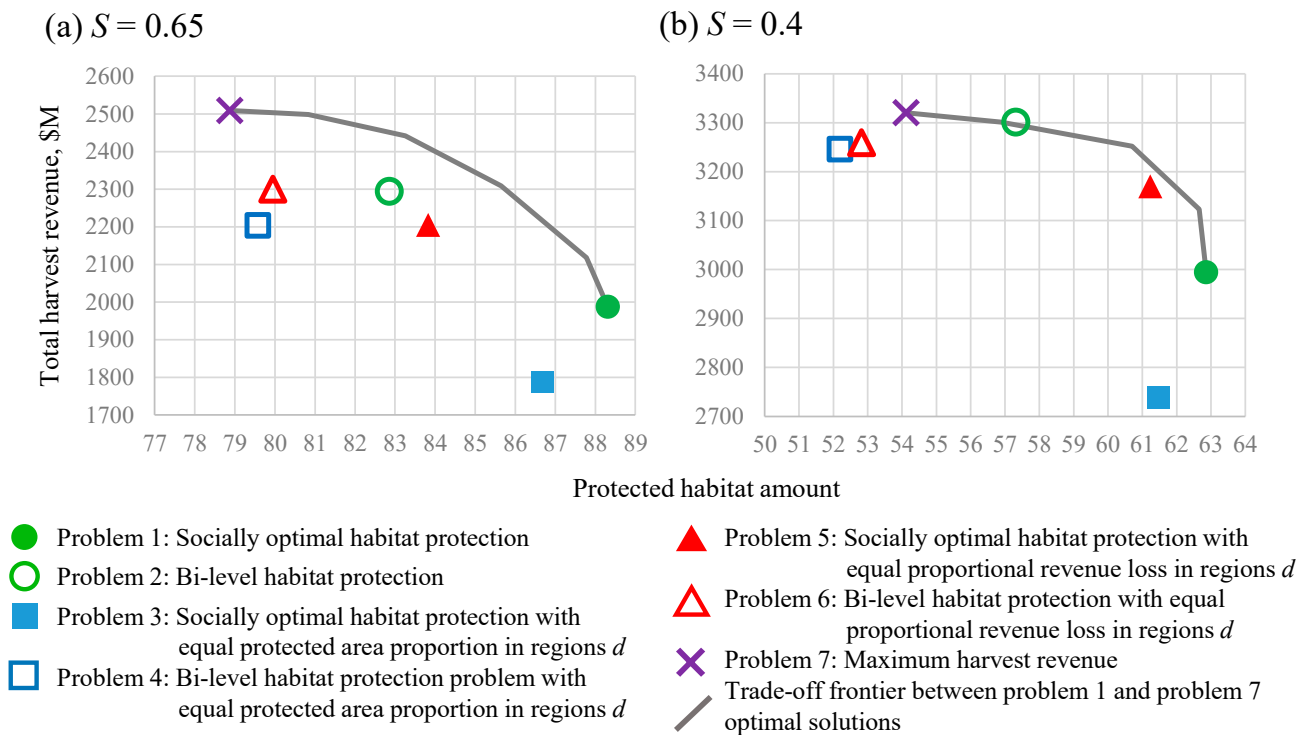 (a) S = 0.65
(b) S = 0.4
Total harvest revenue, $M
2600
2500
2400
2300
2200
2100
2000
1900
1800
1700
77 78 79 80 81 82 83 84 85 86 87 88 89
3400
3300
3200
3100
3000
2900
2800
2700
50 51 52 53 54 55 56 57 58 59 60 61 62 63 64
Protected habitat amount
Problem 1: Socially optimal habitat protection
Problem 2: Bi-level habitat protection
Problem 3: Socially optimal habitat protection with
equal protected area proportion in regions d
Problem 4: Bi-level habitat protection problem with
equal protected area proportion in regions d
Problem 5: Socially optimal habitat protection with
equal proportional revenue loss in regions d
Problem 6: Bi-level habitat protection with equal
proportional revenue loss in regions d
Problem 7: Maximum harvest revenue
Trade-off frontier between problem 1 and problem 7
optimal solutions